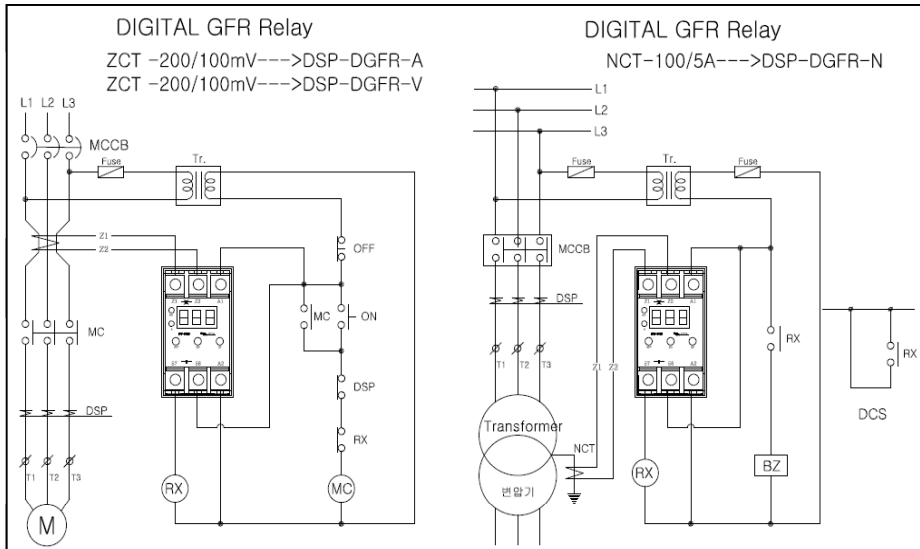 DIGITAL GFR Relay
ZCT -200/100mV--->DSP-DGFR-A
ZCT -200/100mV--->DSP-DGFR-V
L1 L2 L3
MCCB
Fuse
Tr.
Z1
Z2
OFF
MC
ON
MC
DSP
DSP
RX
T1 T2 T3
RX
MC
M
DIGITAL GFR Relay
NCT-100/5A--->DSP-DGFR-N
L1
L2
L3
Fuse
Tr.
Fuse
MCCB
DSP
RX
RX
T1 T2 T3
Z1 Z2
DCS
Transformer
NCT
변압기
RX
BZ